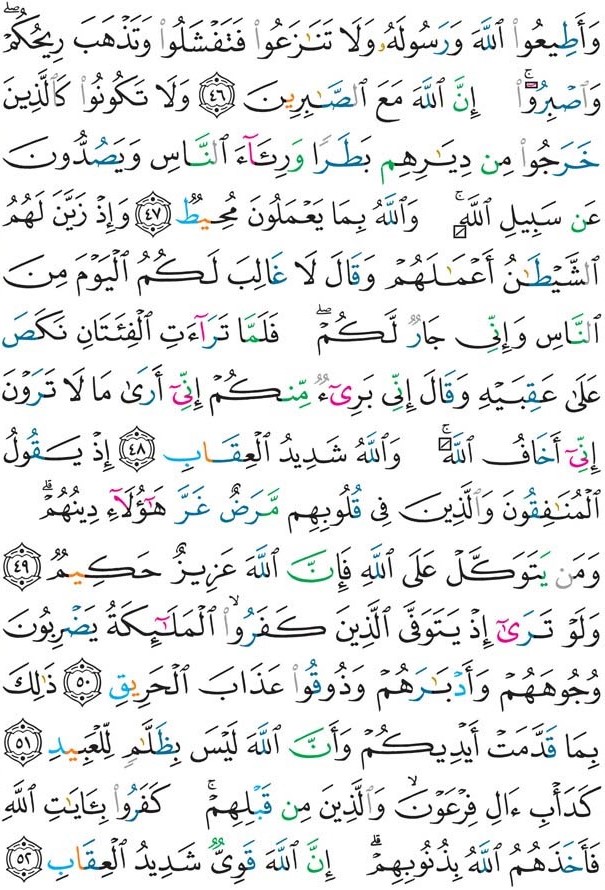 وَأَطِيعُوا۟ ٱللَّهَ وَرَسُولَهُۥ وَلَا تَنَٰزَعُوا۟ فَتَفْشَلُوا۟ وَتَذْهَبَ رِيحُكُمْ ۖ
وَٱصْبِرُوٓا۟ ۚ إِنَّ ٱللَّهَ مَعَ ٱلصَّٰبِرِينَ ٤٦ وَلَا تَكُونُوا۟ كَٱلَّذِينَ
خَرَجُوا۟ مِن دِيَٰرِهِم بَطَرًا وَرِئَآءَ ٱلنَّاسِ وَيَصُدُّونَ
عَن سَبِيلِ ٱللَّهِ ۚ وَٱللَّهُ بِمَا يَعْمَلُونَ مُحِيطٌ ٤٧ وَإِذْ زَيَّنَ لَهُمُ
ٱلشَّيْطَٰنُ أَعْمَٰلَهُمْ وَقَالَ لَا غَالِبَ لَكُمُ ٱلْيَوْمَ مِنَ
ٱلنَّاسِ وَإِنِّى جَارٌ لَّكُمْ ۖ فَلَمَّا تَرَآءَتِ ٱلْفِئَتَانِ نَكَصَ
عَلَىٰ عَقِبَيْهِ وَقَالَ إِنِّى بَرِىٓءٌ مِّنكُمْ إِنِّىٓ أَرَىٰ مَا لَا تَرَوْنَ
إِنِّىٓ أَخَافُ ٱللَّهَ ۚ وَٱللَّهُ شَدِيدُ ٱلْعِقَابِ ٤٨ إِذْ يَقُولُ
ٱلْمُنَٰفِقُونَ وَٱلَّذِينَ فِى قُلُوبِهِم مَّرَضٌ غَرَّ هَٰٓؤُلَآءِ دِينُهُمْ ۗ
وَمَن يَتَوَكَّلْ عَلَى ٱللَّهِ فَإِنَّ ٱللَّهَ عَزِيزٌ حَكِيمٌ ٤٩
وَلَوْ تَرَىٰٓ إِذْ يَتَوَفَّى ٱلَّذِينَ كَفَرُوا۟ ۙ ٱلْمَلَٰٓئِكَةُ يَضْرِبُونَ
وُجُوهَهُمْ وَأَدْبَٰرَهُمْ وَذُوقُوا۟ عَذَابَ ٱلْحَرِيقِ ٥٠ ذَٰلِكَ
بِمَا قَدَّمَتْ أَيْدِيكُمْ وَأَنَّ ٱللَّهَ لَيْسَ بِظَلَّٰمٍ لِّلْعَبِيدِ ٥١
كَدَأْبِ ءَالِ فِرْعَوْنَ ۙ وَٱلَّذِينَ مِن قَبْلِهِمْ ۚ كَفَرُوا۟ بِـَٔايَٰتِ ٱللَّهِ
فَأَخَذَهُمُ ٱللَّهُ بِذُنُوبِهِمْ ۗ إِنَّ ٱللَّهَ قَوِىٌّ شَدِيدُ ٱلْعِقَابِ ٥٢